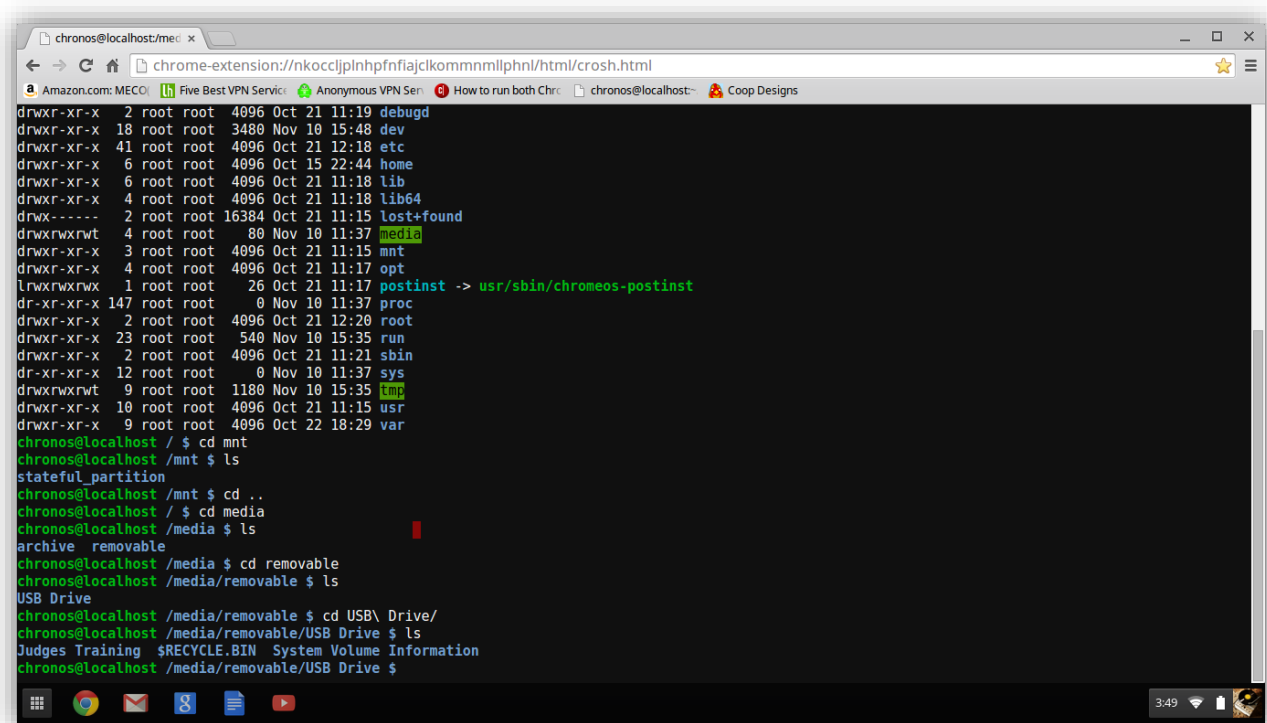 chronos@localhost:/med
chrome-extension://nkoccljplnhpfnfiajclkommnmllphnl/html/crosh.html
Amazon.com: MECO( Five Best VPN Service Anonymous VPN Ser How to run both Chr chronos@localhost:~ Coop Designs
drwxr-xr-x 2 root root 4096 Oct 21 11:19 debugd
drwxr-xr-x 18 root root 3480 Nov 10 15:48 dev
drwxr-xr-x 41 root root 4096 Oct 21 12:18 etc
drwxr-xr-x 6 root root 4096 Oct 15 22:44 home
drwxr-xr-x 6 root root 4096 Oct 21 11:18 lib
drwxr-xr-x 4 root root 4096 Oct 21 11:18 lib64
drwx------ 2 root root 16384 Oct 21 11:15 lost+found
drwxrwxrwt 4 root root 80 Nov 10 11:37 media
drwxr-xr-x 3 root root 4096 Oct 21 11:15 mnt
drwxr-xr-x 4 root root 4096 Oct 21 11:17 opt
lrwxrwxrwx 1 root root 26 Oct 21 11:17 postinst -> usr/sbin/chromeos-postinst
dr-xr-xr-x 147 root root 0 Nov 10 11:37 proc
drwxr-xr-x 2 root root 4096 Oct 21 12:20 root
drwxr-xr-x 23 root root 540 Nov 10 15:35 run
drwxr-xr-x 2 root root 4096 Oct 21 11:21 sbin
dr-xr-xr-x 12 root root 0 Nov 10 11:37 sys
drwxrwxrwt 9 root root 1180 Nov 10 15:35 tmp
drwxr-xr-x 10 root root 4096 Oct 21 11:15 usr
drwxr-xr-x 9 root root 4096 Oct 22 18:29 var
chronos@localhost / $ cd mnt
chronos@localhost /mnt $ ls
stateful_partition
chronos@localhost /mnt $ cd ..
chronos@localhost / $ cd media
chronos@localhost /media $ ls
archive removable
chronos@localhost /media $ cd removable
chronos@localhost /media/removable $ ls
USB Drive
chronos@localhost /media/removable $ cd USB\ Drive/
chronos@localhost /media/removable/USB Drive $ ls
Judges Training $RECYCLE.BIN System Volume Information
chronos@localhost /media/removable/USB Drive $
3:49